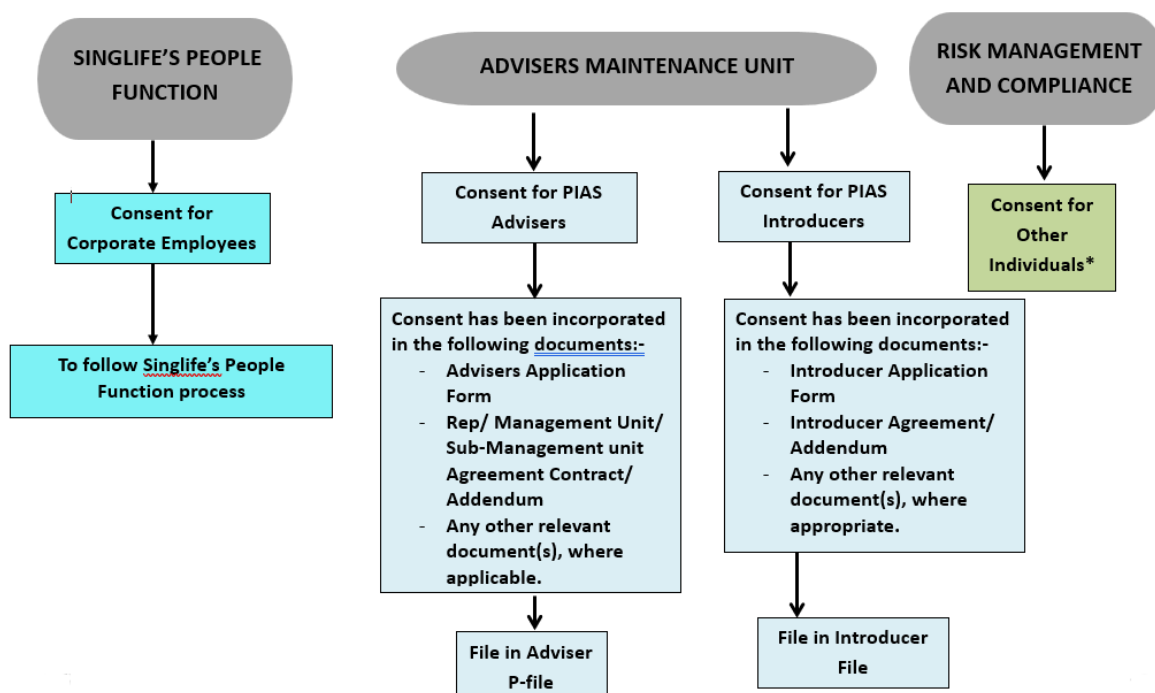 SINGLIFE'S PEOPLE
FUNCTION
Consent for
Corporate Employees
To follow Singlife's People
Function process
ADVISERS MAINTENANCE UNIT
Consent for PIAS
Advisers
Consent has been incorporated
in the following documents:-
- Advisers Application
Form
- Rep/ Management Unit/
Sub-Management unit
Agreement Contract/
Addendum
- Any other relevant
document(s), where
applicable.
File in Adviser
P-file
Consent for PIAS
Introducers
Consent has been incorporated
in the following documents:-
- Introducer Application
Form
- Introducer Agreement/
Addendum
- Any other relevant
document(s), where
appropriate.
File in Introducer
File
RISK MANAGEMENT
AND COMPLIANCE
Consent for
Other
Individuals*